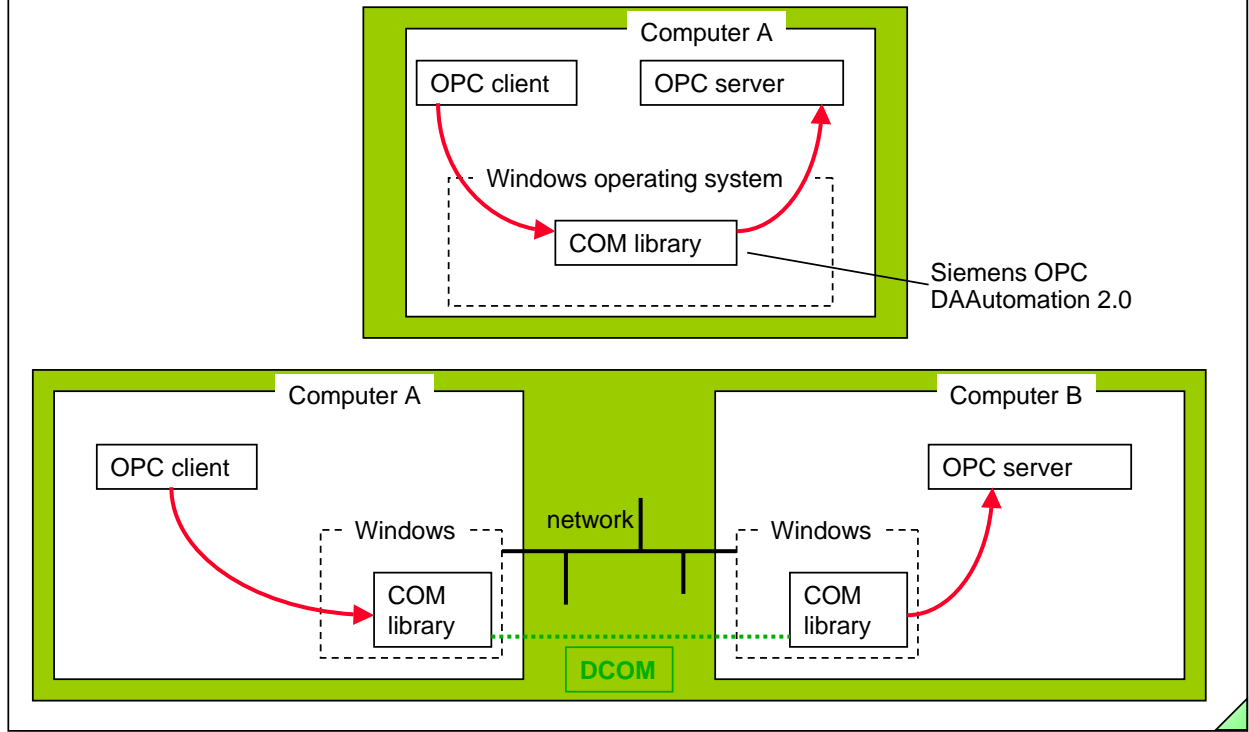 Computer A
OPC client
OPC server
Windows operating system
COM library
Siemens OPC
DAAutomation 2.0
Computer A
Computer B
OPC client
OPC server
network
Windows
Windows
COM
library
COM
library
DCOM